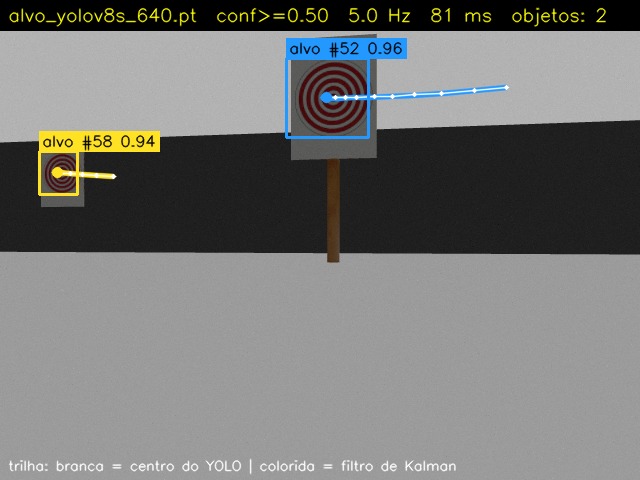 alvo_yolov8s_640.pt conf>=0.50 5.0 Hz 81 ms objetos: 2
alvo #52 0.96
alvo #58 0.94
trilha: branca = centro do YOLO | colorida = filtro de Kalman